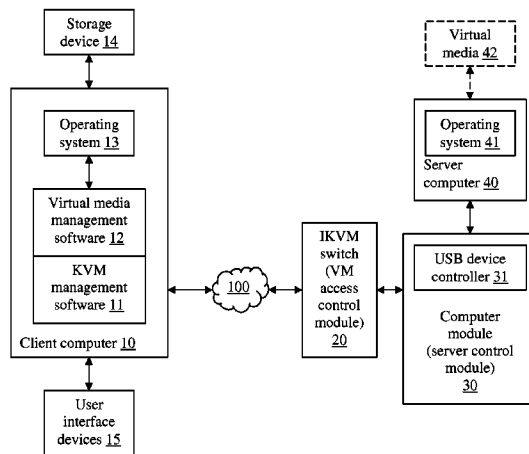 Storage
device 14
Operating
system 13
Virtual media
management
software 12
KVM
management
software 11
Client computer 10
User
interface
devices 15
100
IKVM
switch
(VM
access
control
module)
20
Virtual
media 42
Operating
system 41
Server
computer 40
USB device
controller 31
Computer
module
(server control
module)
30